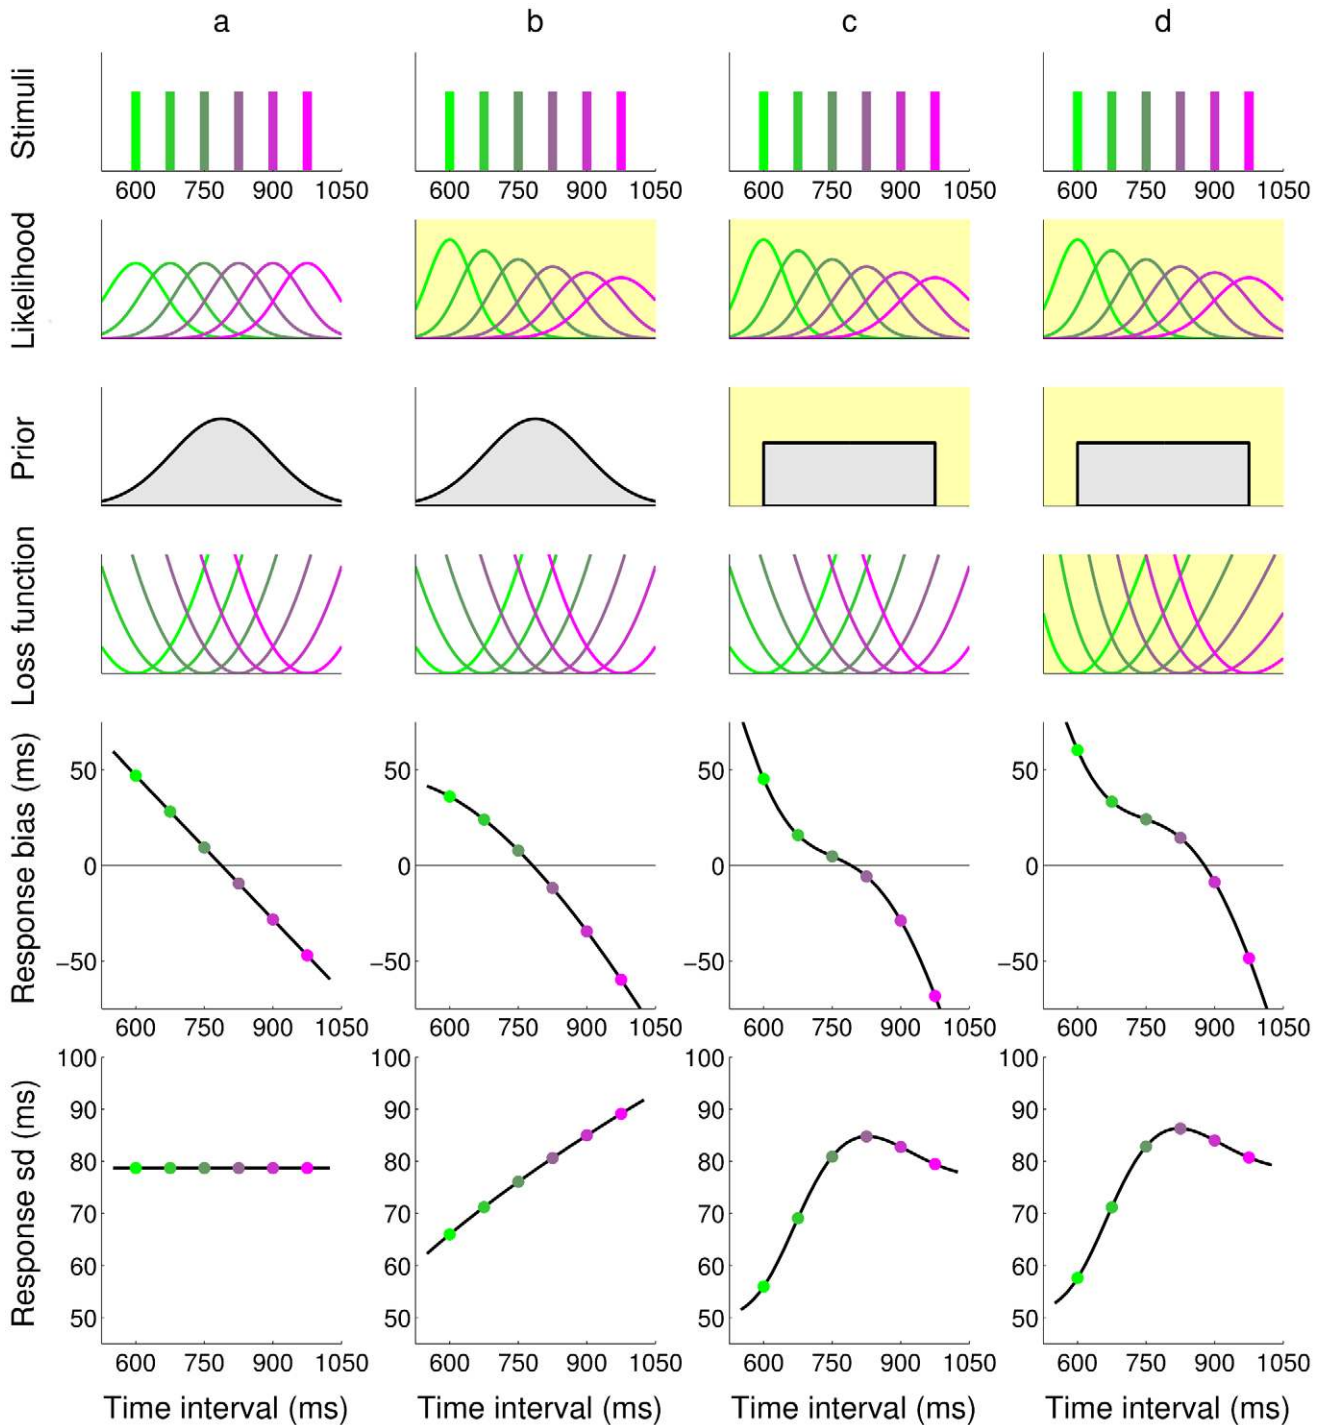 a b c d
Stimuli
600 750 900 1050 600 750 900 1050 600 750 900 1050 600 750 900 1050
Likelihood
Prior
Loss function
Response bias (ms)
50 50 50 50
0 0 0 0
−50 −50 −50 −50
600 750 900 1050 600 750 900 1050 600 750 900 1050 600 750 900 1050
Response sd (ms)
100 100 100 100
90 90 90 90
80 80 80 80
70 70 70 70
60 60 60 60
50 50 50 50
600 750 900 1050 600 750 900 1050 600 750 900 1050 600 750 900 1050
Time interval (ms) Time interval (ms) Time interval (ms) Time interval (ms)